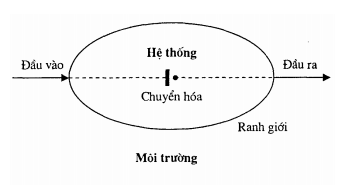 Hệ thống
Đầu vào
Đầu ra
Chuyển hóa
Ranh giới
Môi trường